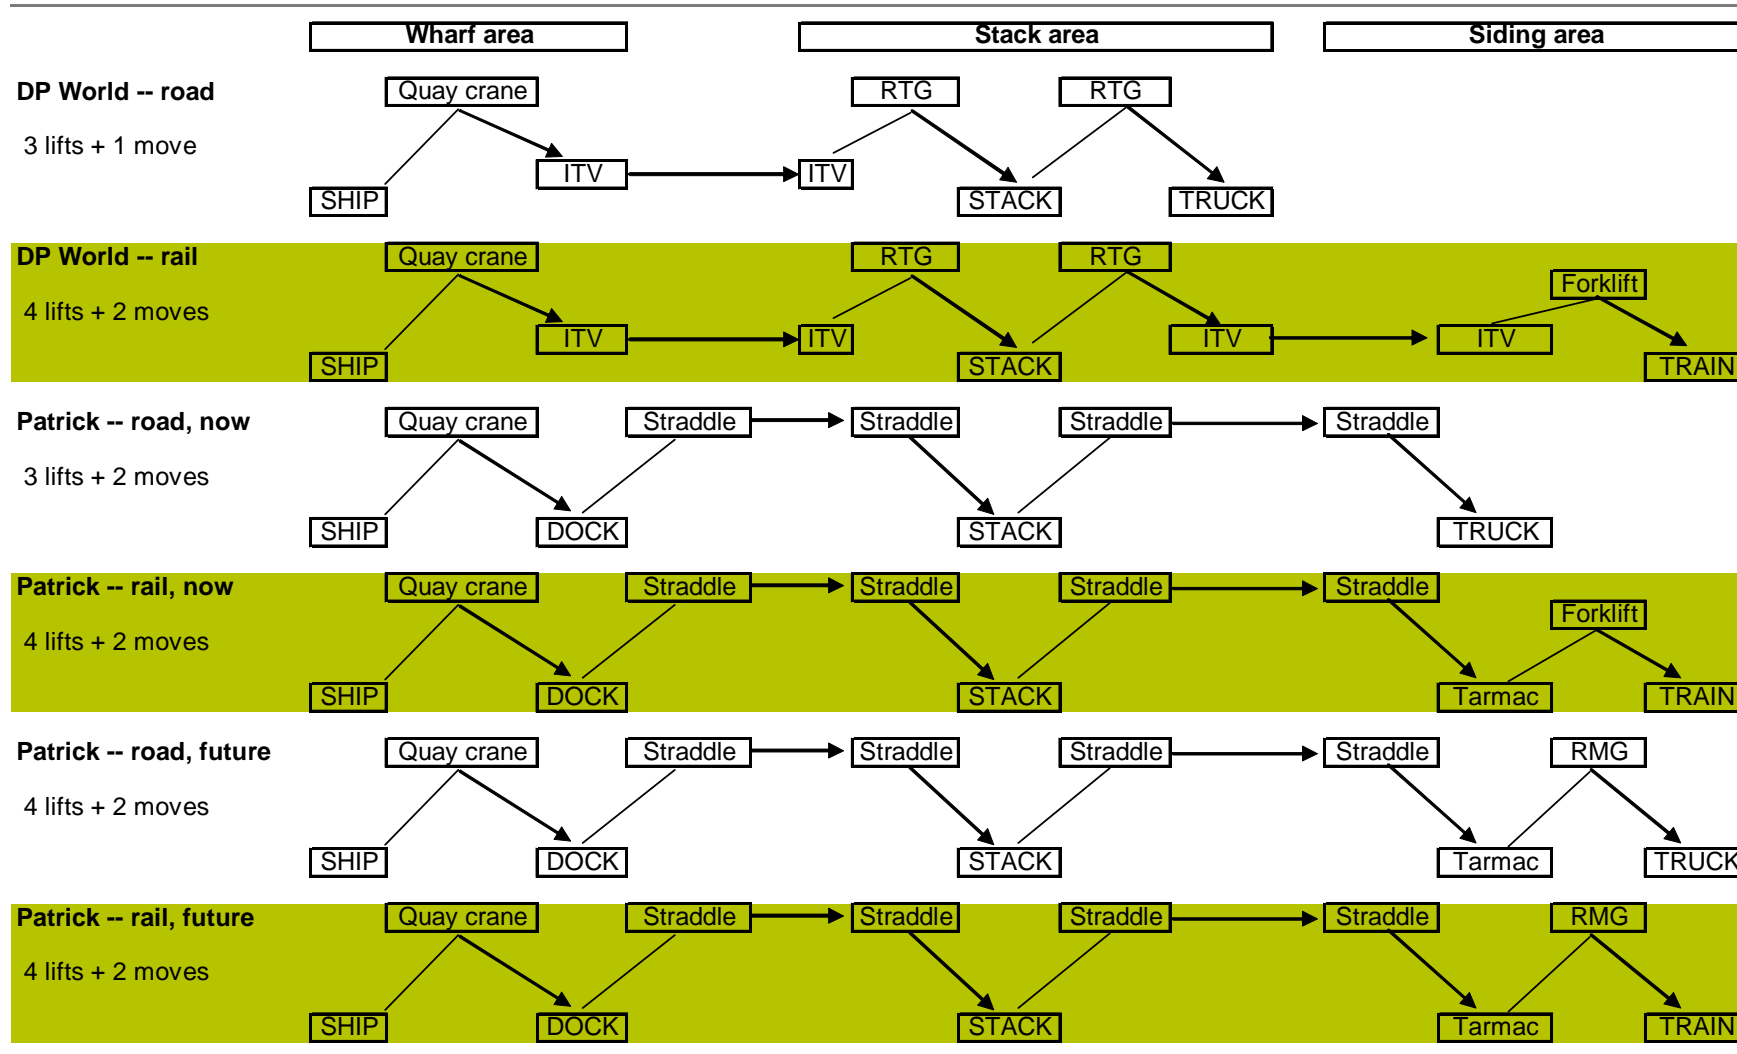 Wharf area Stack area Siding area
DP World -- road Quay crane RTG RTG
3 lifts + 1 move ITV ITV
SHIP STACK TRUCK
DP World -- rail Quay crane RTG RTG
Forklift
4 lifts + 2 moves ITV ITV ITV ITV
SHIP STACK TRAIN
Patrick -- road, now Quay crane Straddle Straddle Straddle Straddle
3 lifts + 2 moves
SHIP DOCK STACK TRUCK
Patrick -- rail, now Quay crane Straddle Straddle Straddle Straddle
Forklift
4 lifts + 2 moves
SHIP DOCK STACK Tarmac TRAIN
Patrick -- road, future Quay crane Straddle Straddle Straddle Straddle RMG
4 lifts + 2 moves
SHIP DOCK STACK Tarmac TRUCK
Patrick -- rail, future Quay crane Straddle Straddle Straddle Straddle RMG
4 lifts + 2 moves
SHIP DOCK STACK Tarmac TRAIN